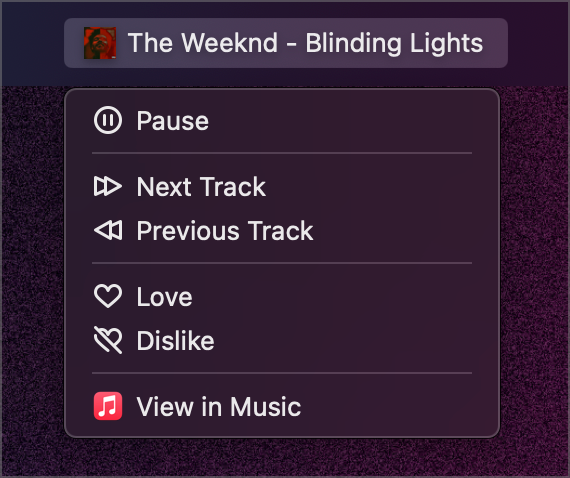 The Weeknd - Blinding Lights
Pause
Next Track
Previous Track
Love
Dislike
View in Music